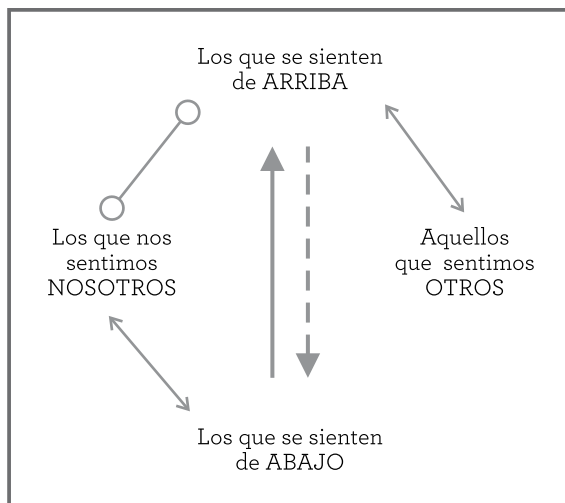 Los que se sienten
de ARRIBA
Los que nos
sentimos
NOSOTROS
Aquellos
que sentimos
OTROS
Los que se sienten
de ABAJO